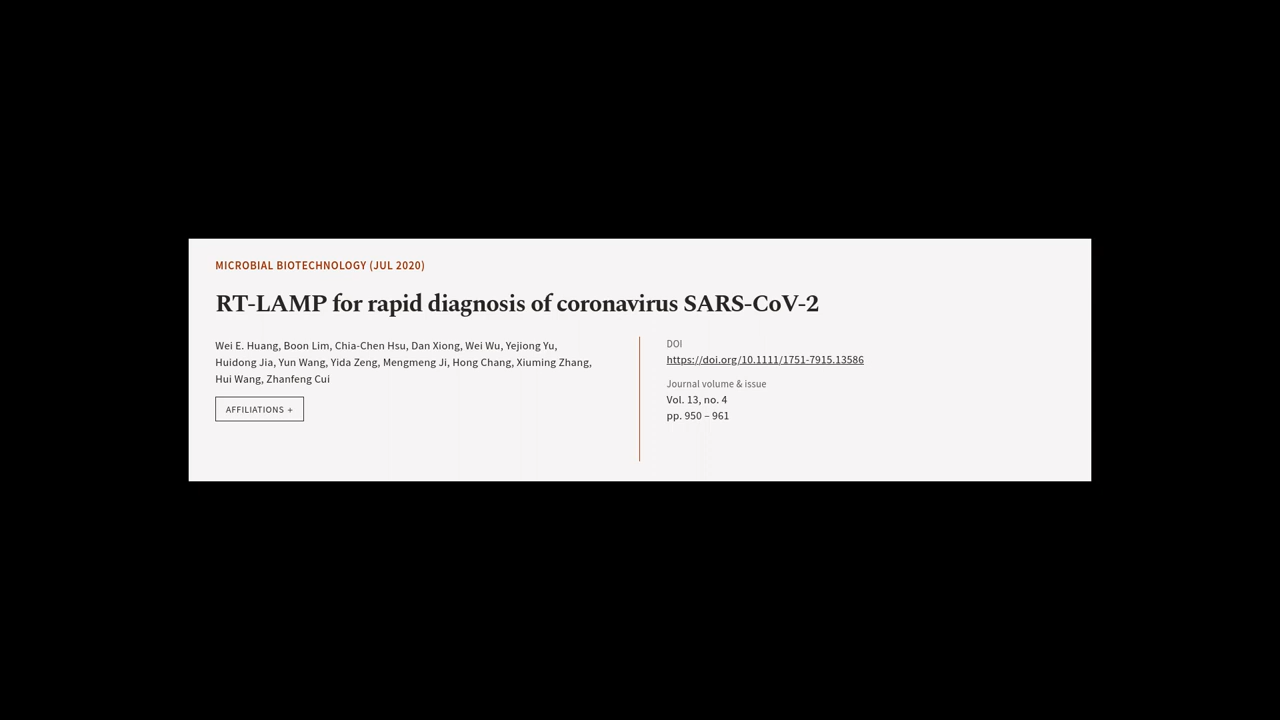 MICROBIAL BIOTECHNOLOGY (JUL 2020)
RT-LAMP for rapid diagnosis of coronavirus SARS-CoV-2
Wei E. Huang, Boon Lim, Chia-Chen Hsu, Dan Xiong, Wei Wu, Yejiong Yu,
Huidong Jia, Yun Wang, Yida Zeng, Mengmeng Ji, Hong Chang, Xiuming Zhang,
Hui Wang, Zhanfeng Cui
AFFILIATIONS +
DOI
https://doi.org/10.1111/1751-7915.13586
Journal volume & issue
Vol. 13, no. 4
pp. 950 – 961